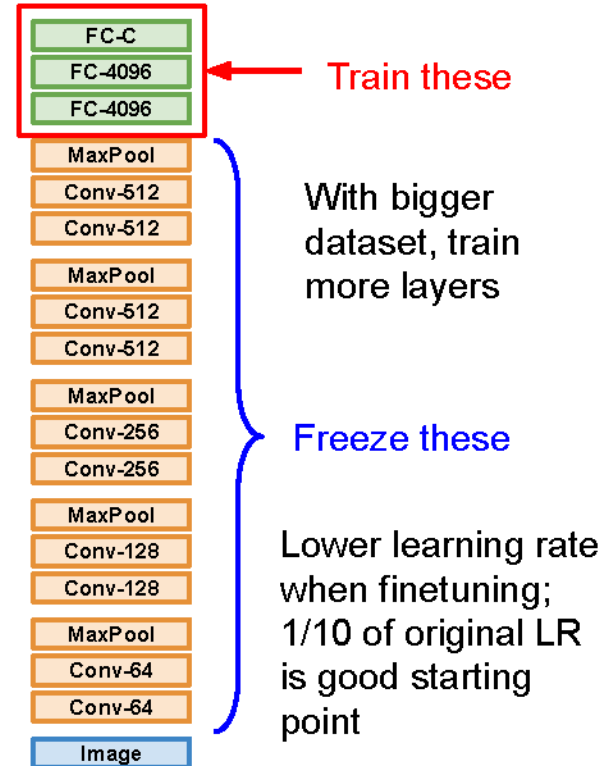 FC-C
FC-4096
FC-4096
Train these
MaxPool
Conv-512
Conv-512
With bigger
dataset, train
more layers
MaxPool
Conv-512
Conv-512
MaxPool
Conv-256
Conv-256
Freeze these
MaxPool
Conv-128
Conv-128
Lower learning rate
when finetuning;
1/10 of original LR
is good starting
point
MaxPool
Conv-64
Conv-64
Image